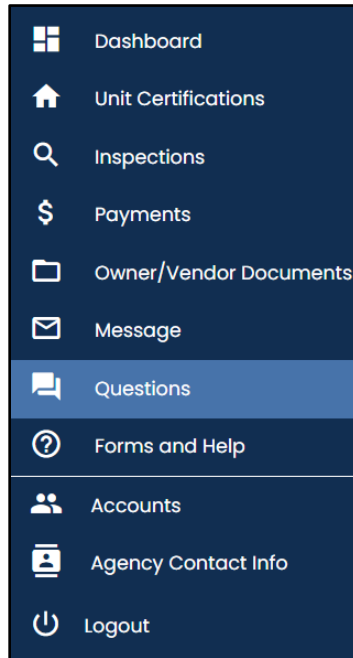 Dashboard
Unit Certifications
Inspections
$ Payments
Owner/Vendor Documents
Message
Questions
Forms and Help
Accounts
Agency Contact Info
Logout